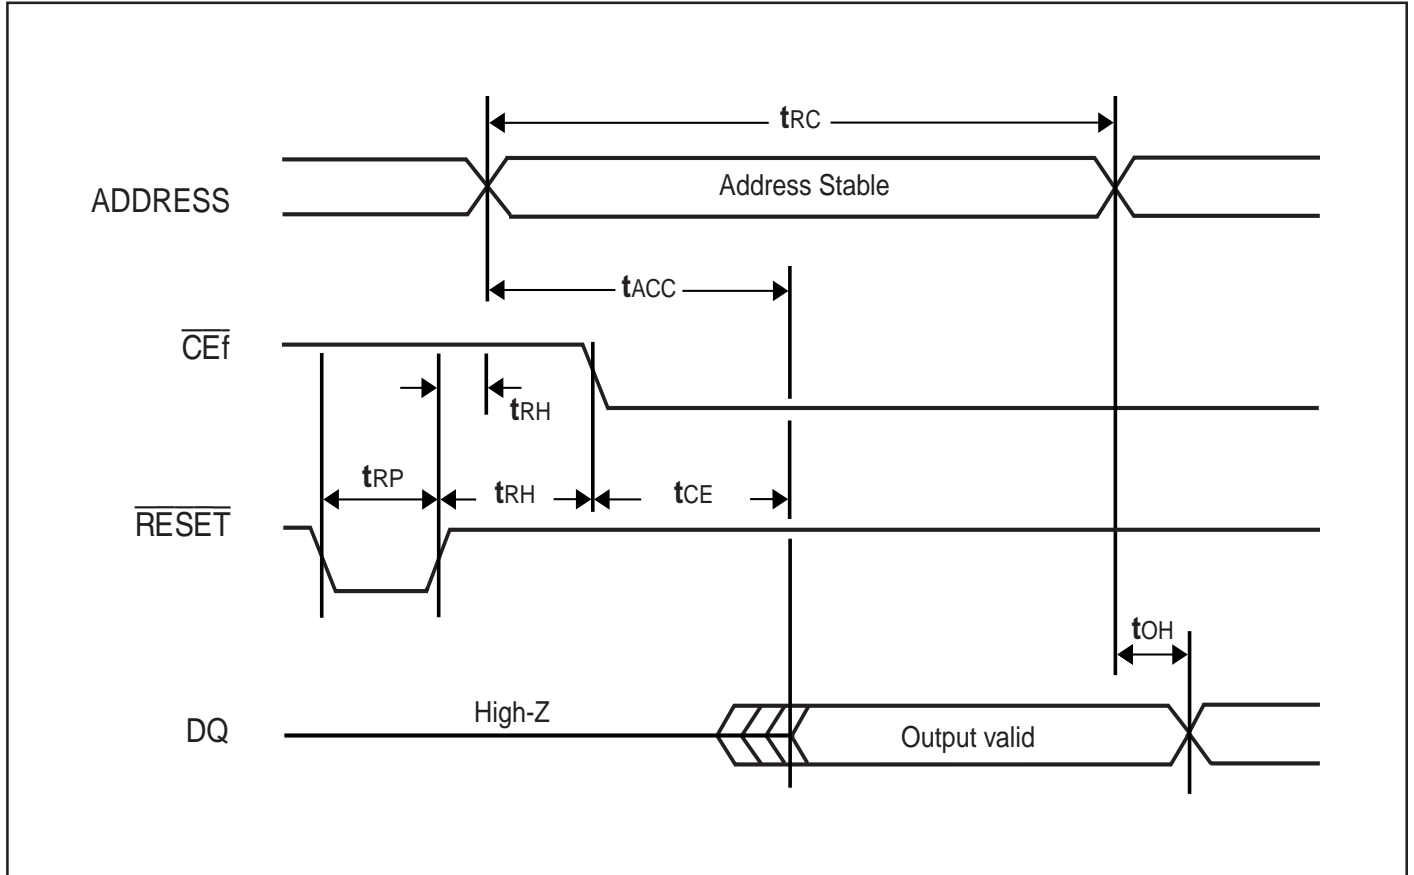 tRC
ADDRESS
Address Stable
tACC
CEf
tRH
tRP
tRH
tCE
RESET
tOH
DQ
High-Z
Output valid